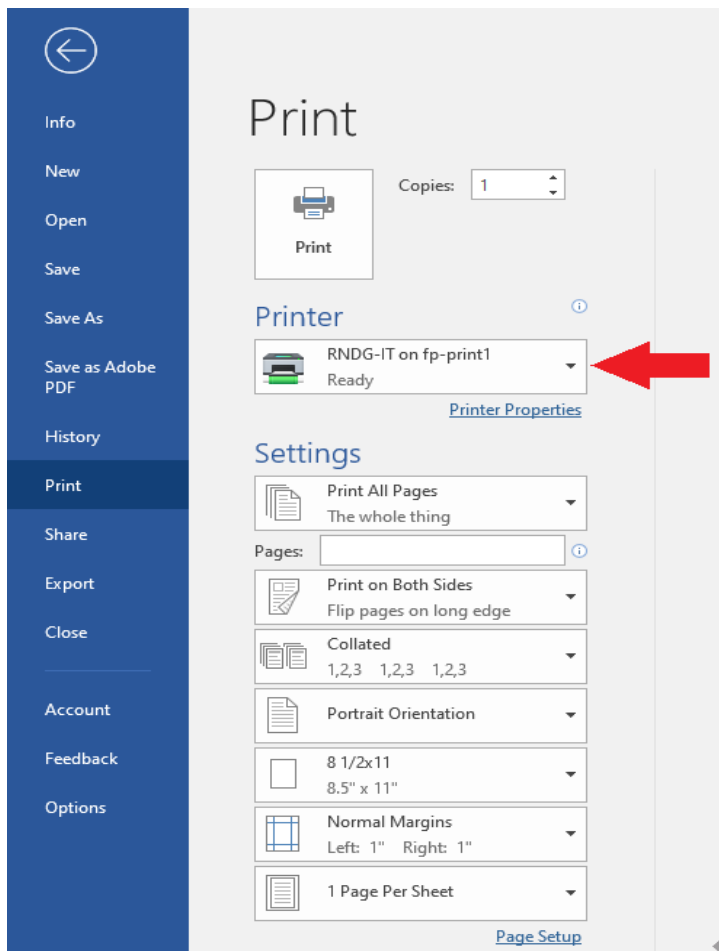 Info
New
Open
Save
Save As
Save as Adobe
PDF
History
Print
Share
Export
Close
Account
Feedback
Options
Print
Print
Copies: 1
Printer
RNDG-IT on fp-print1
Ready
Printer Properties
Settings
Print All Pages
The whole thing
Pages:
Print on Both Sides
Flip pages on long edge
Collated
1,2,3 1,2,3 1,2,3
Portrait Orientation
8 1/2x11
8.5" x 11"
Normal Margins
Left: 1" Right: 1"
1 Page Per Sheet
Page Setup